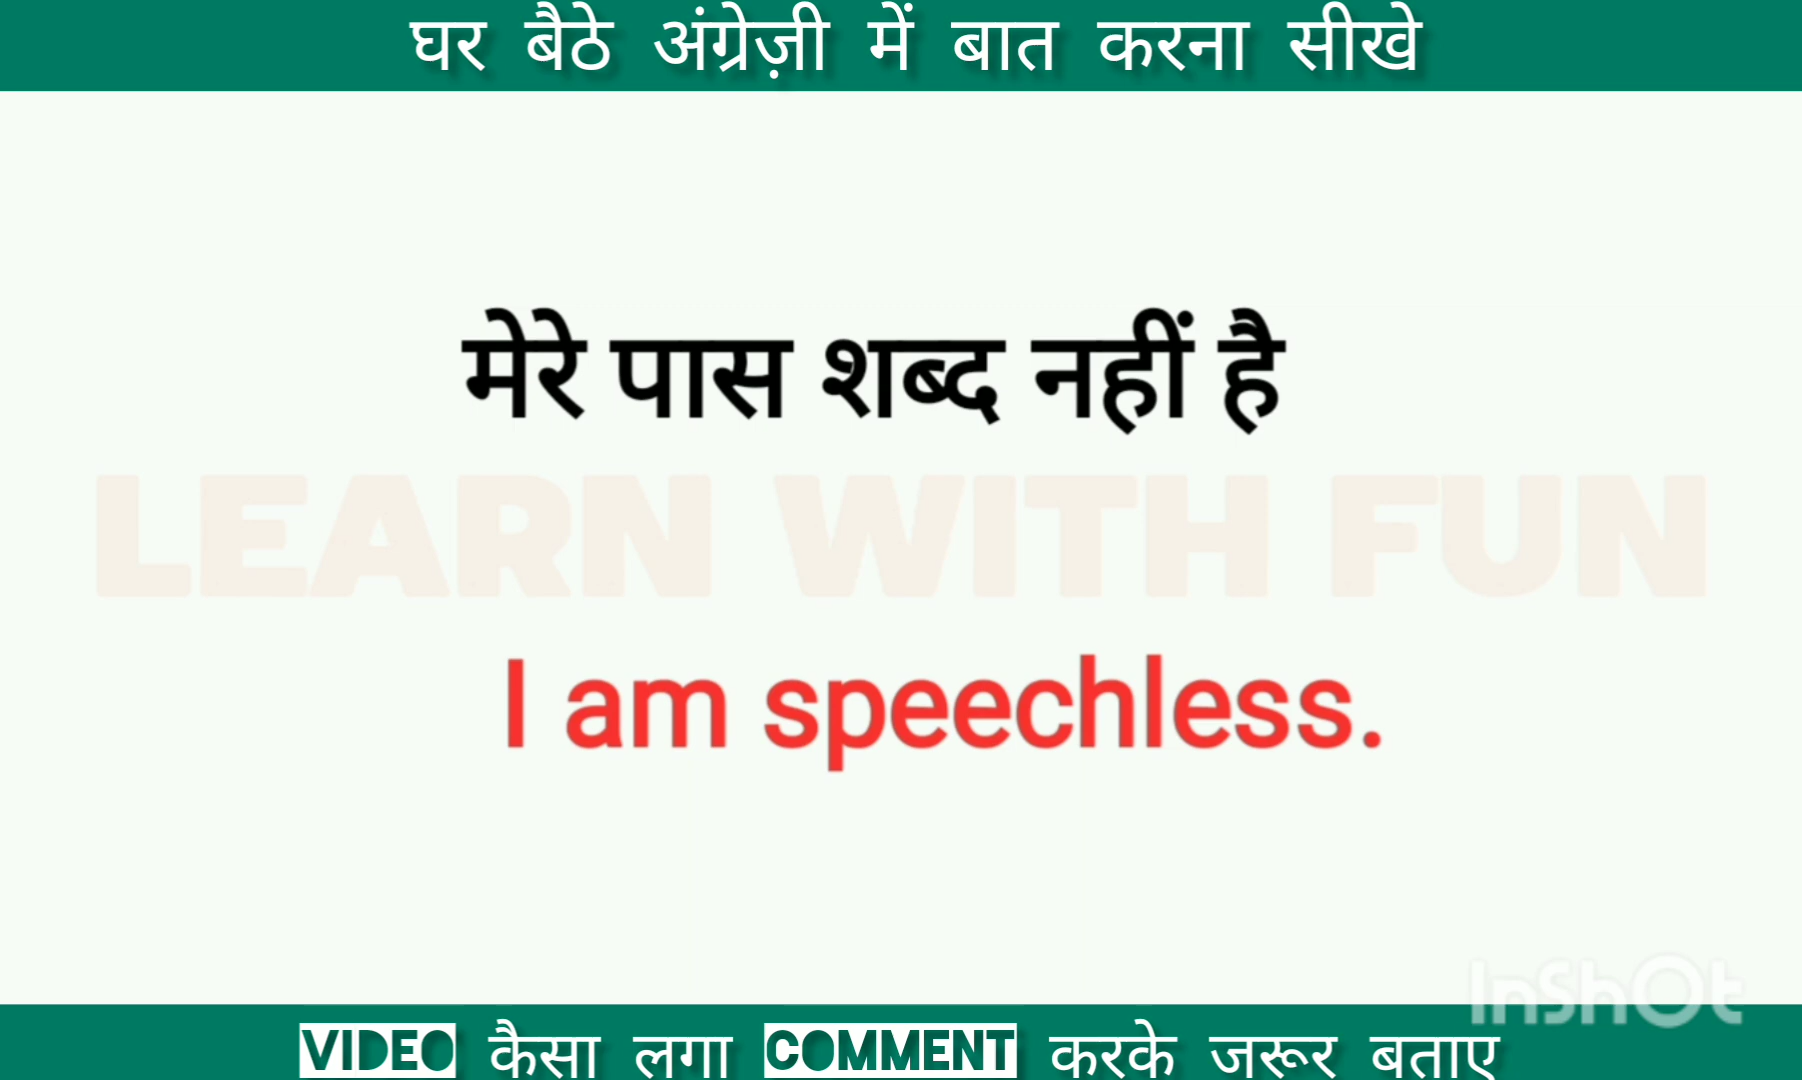 घर बैठे अंग्रेज़ी में बात करना सीखे
मेरे पास शब्द नहीं है
LEARN WITH FUN
I am speechless.
InShOt
VIDEO कैसा लगा COMMENT करके जरूर बताए